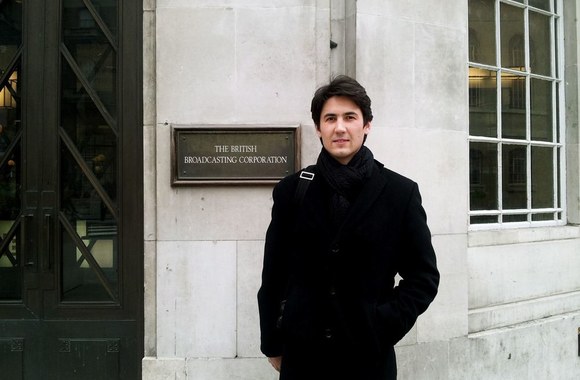 THE BRITISH
BROADCASTING CORPORATION